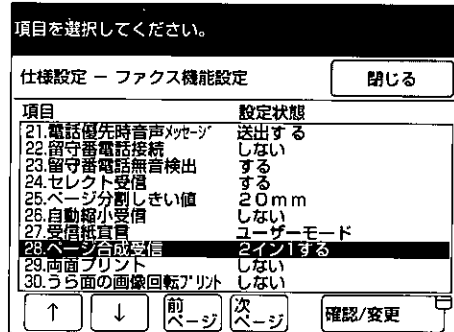 項目を選択してください。
仕様設定 － ファクス機能設定
閉じる
項目 設定状態
21.電話優先時音声ﾒｯｾｰｼﾞ 送出する
22.留守番電話接続 しない
23.留守番電話無音検出 する
24.セレクト受信 する
25.ページ分割しきい値 20mm
26.自動縮小受信 しない
27.受信紙宣言 ユーザーモード
28.ページ合成受信 2イン1する
29.両面プリント しない
30.うら面の画像回転ﾌﾟﾘﾝﾄ しない
↑ ↓ 前ページ 次ページ 確認/変更